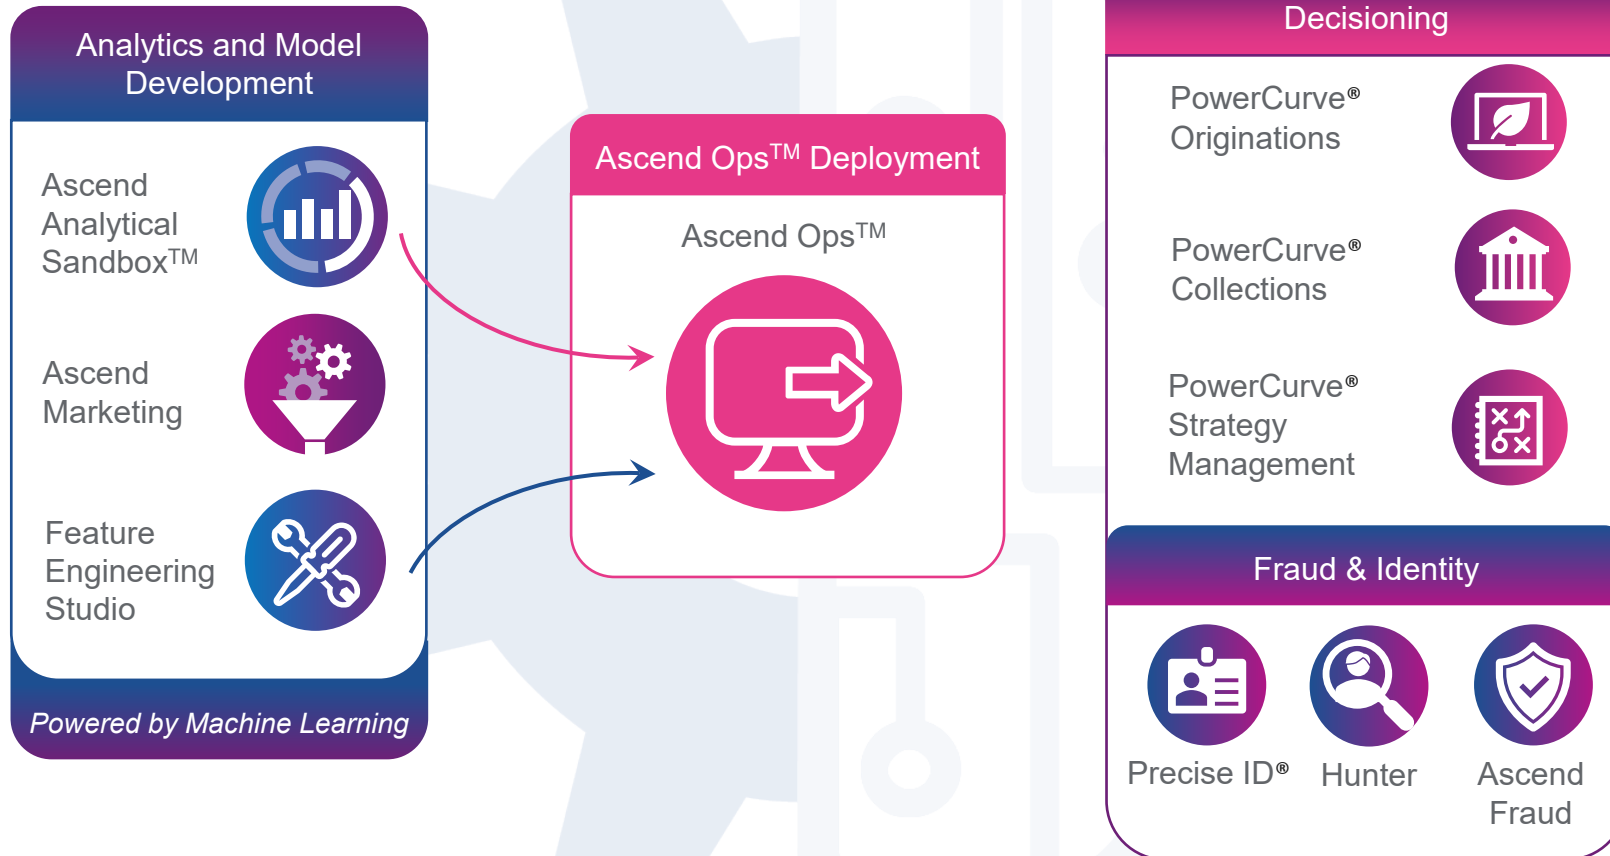 Analytics and Model
Development
Ascend
Analytical
Sandbox™
Ascend
Marketing
Feature
Engineering
Studio
Powered by Machine Learning
Ascend Ops™ Deployment
Ascend Ops™
Decisioning
PowerCurve®
Originations
PowerCurve®
Collections
PowerCurve®
Strategy
Management
Fraud & Identity
Precise ID®
Hunter
Ascend
Fraud